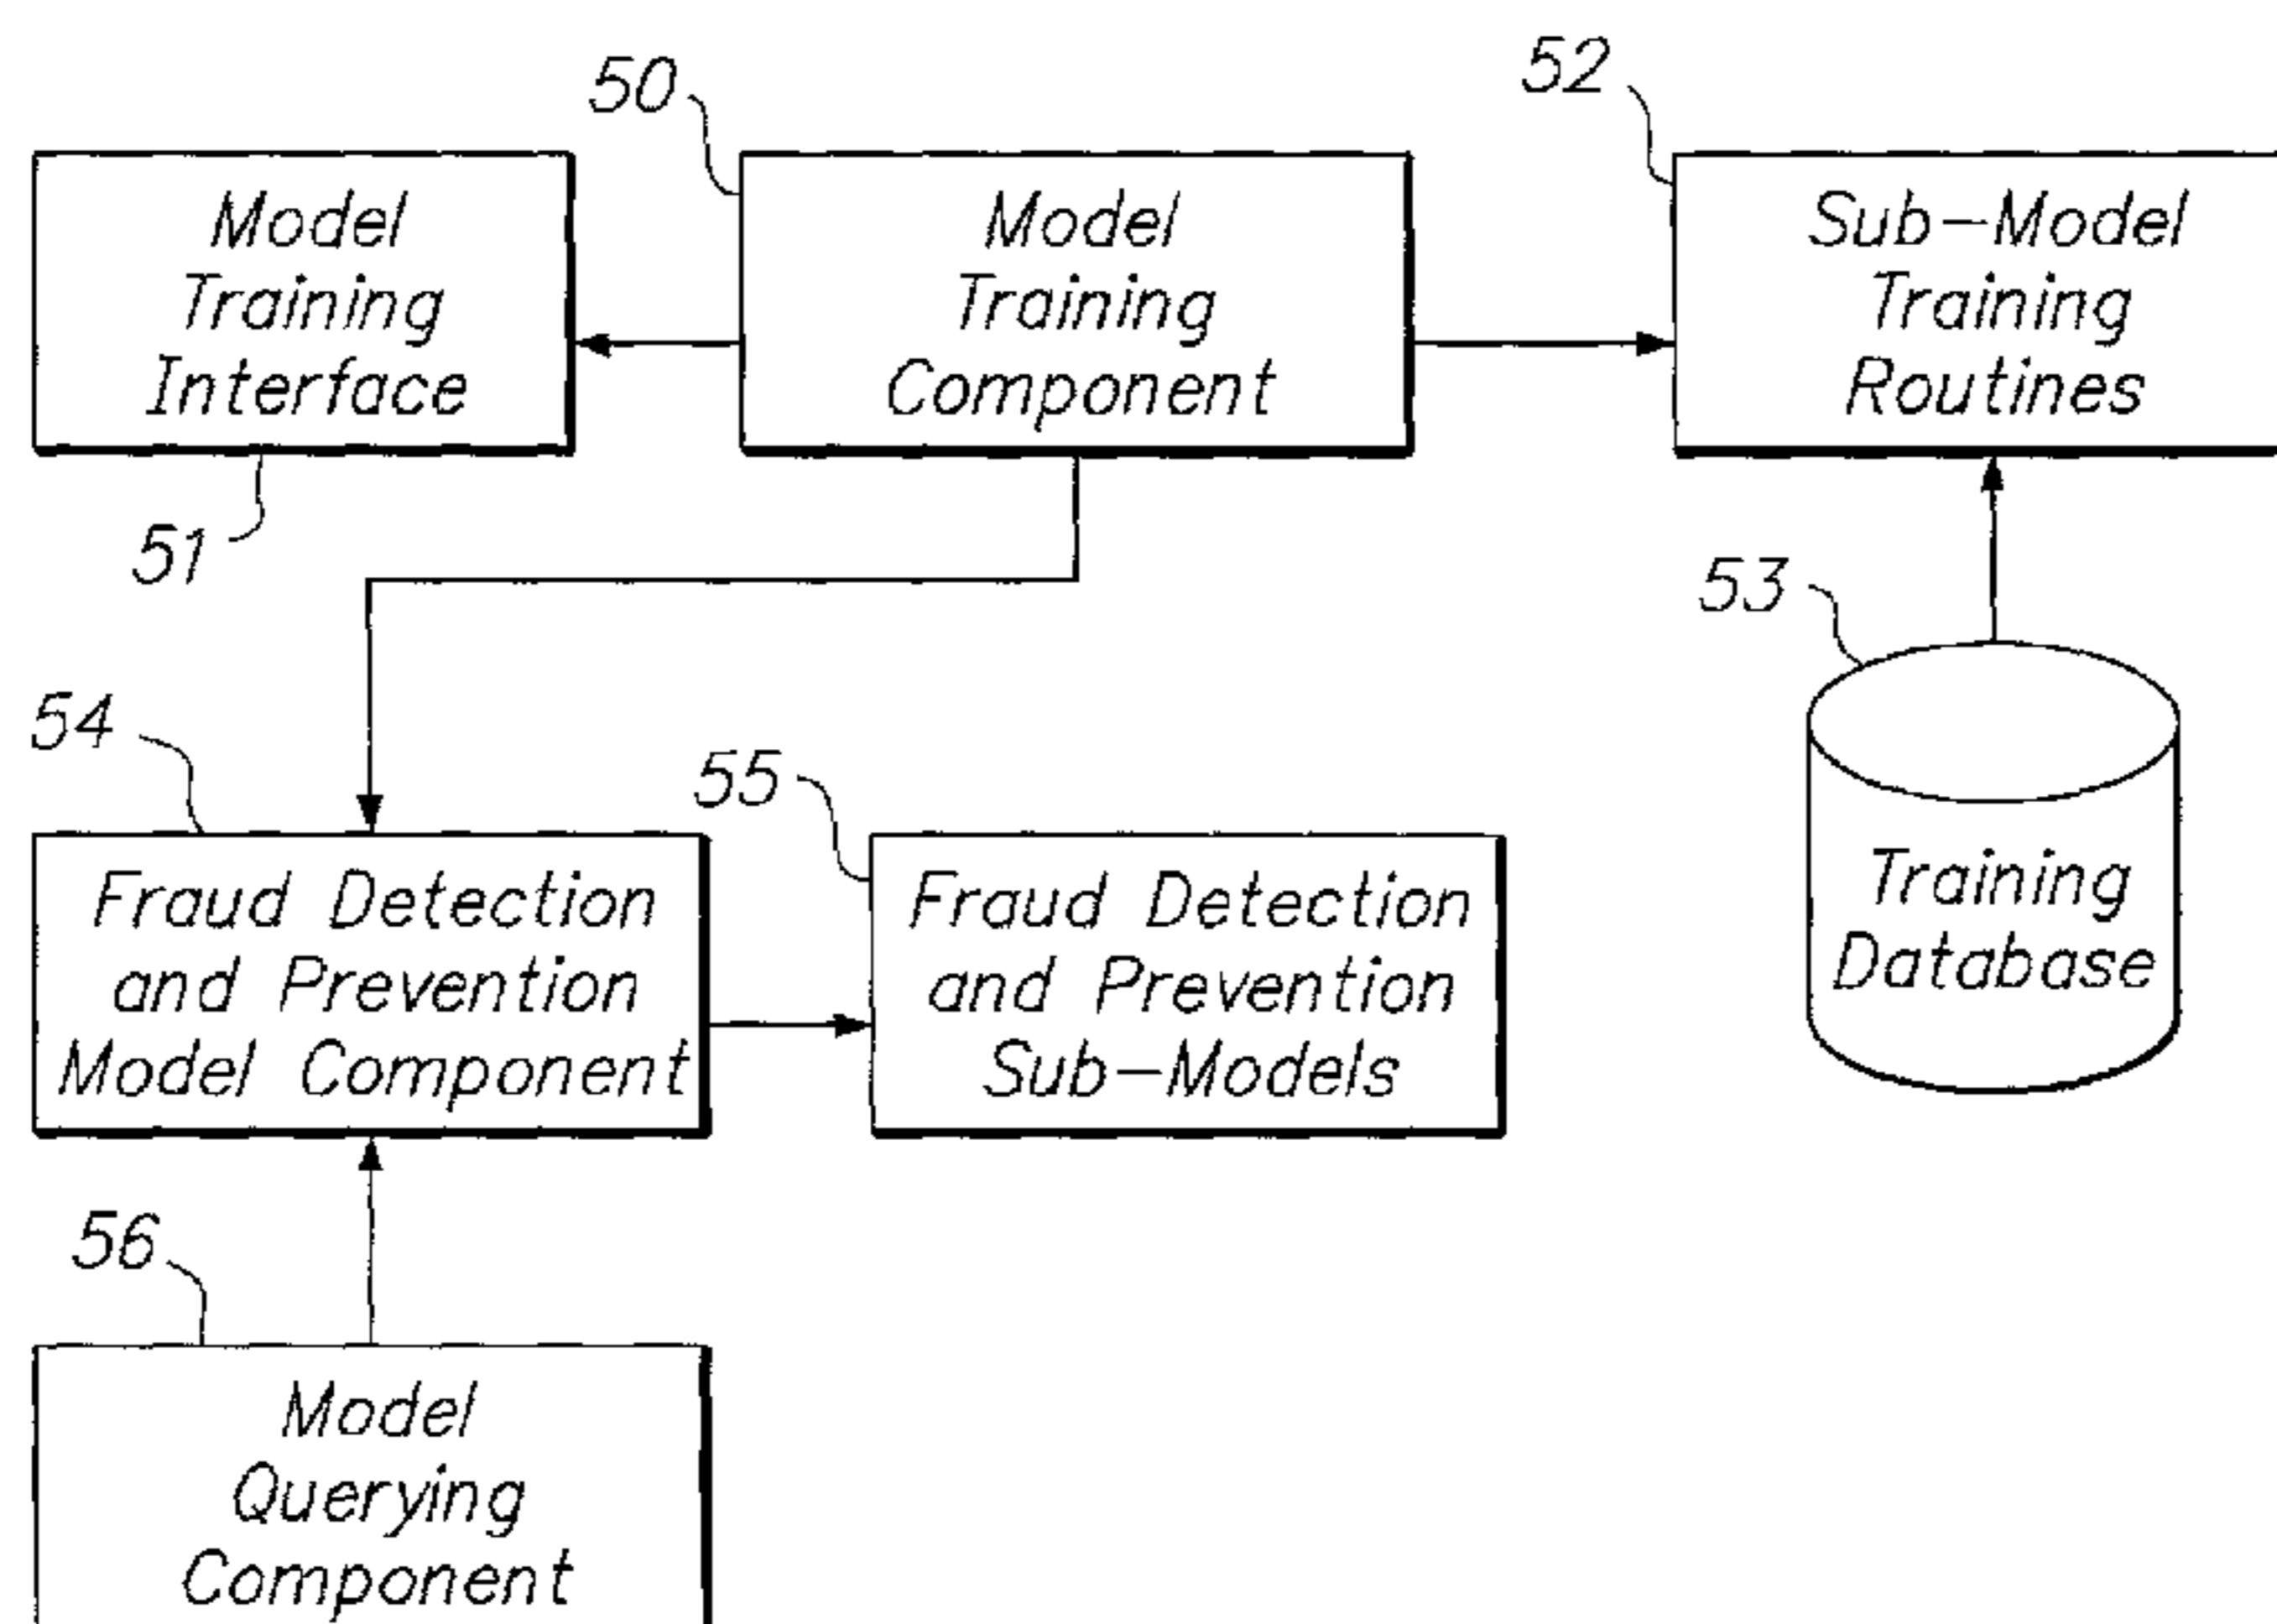 50
52
Model
Training
Interface
Model
Training
Component
Sub-Model
Training
Routines
51
53
54
55
Fraud Detection
and Prevention
Model Component
Fraud Detection
and Prevention
Sub-Models
Training
Database
56
Model
Querying
Component